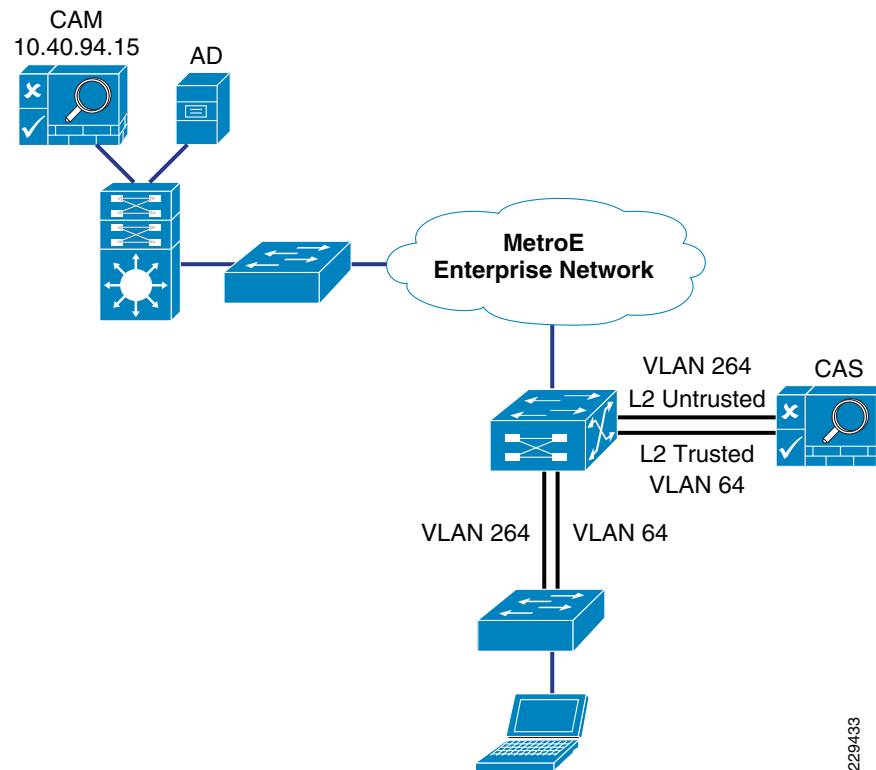 CAM
10.40.94.15
AD
MetroE
Enterprise Network
VLAN 264
CAS
L2 Untrusted
L2 Trusted
VLAN 64
VLAN 264
VLAN 64
229433